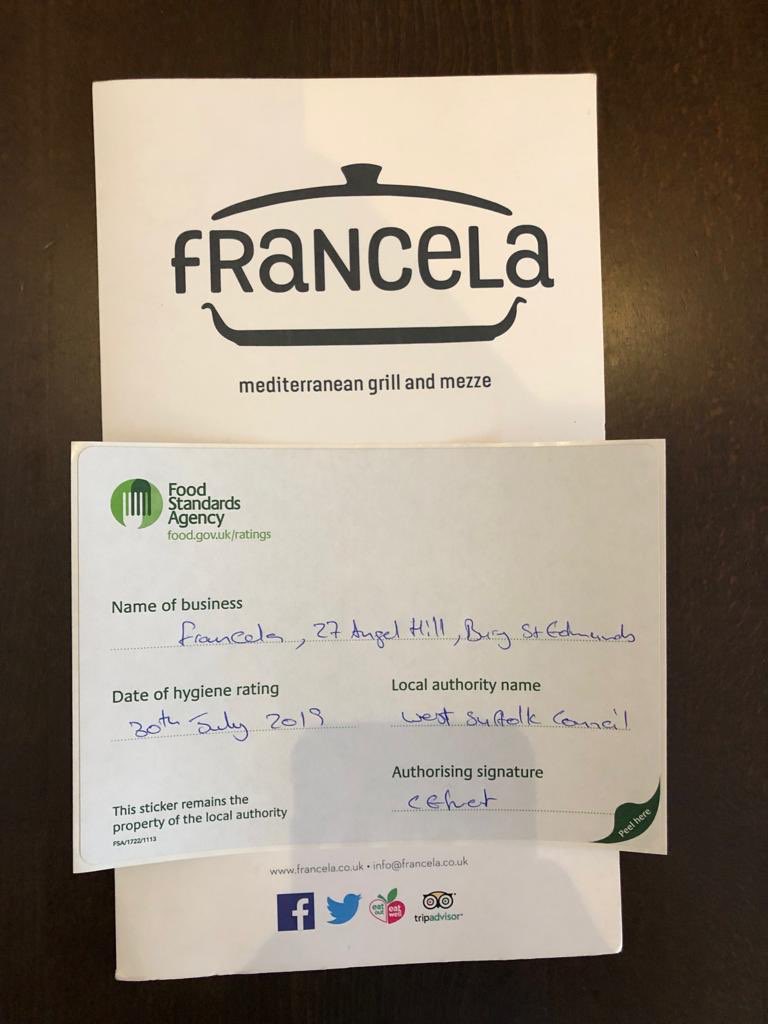 fRANCeLa
mediterranean grill and mezze
Food
Standards
Agency
food.gov.uk/ratings
Name of business
Francela, 27 Angel Hill, Bury St Edmunds
Date of hygiene rating
30th July 2019
Local authority name
West Suffolk Council
Authorising signature
This sticker remains the
property of the local authority
FSA/1722/1113
Peel here
www.francela.co.uk • info@francela.co.uk
f
eat out eat well
tripadvisor